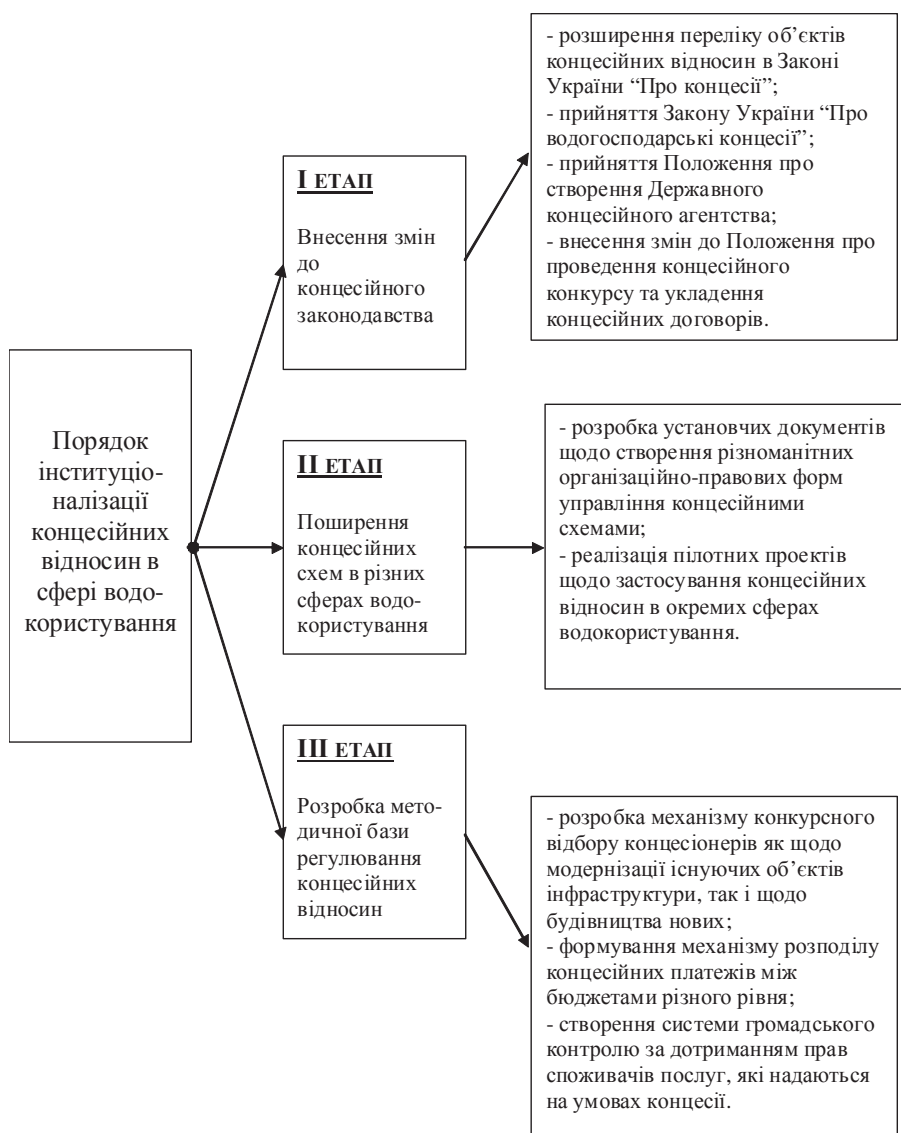 Порядок
інституціо-
налізації
концесійних
відносин в
сфері водо-
користування
І ЕТАП
Внесення змін
до
концесійного
законодавства
- розширення переліку об’єктів
концесійних відносин в Законі
України “Про концесії”;
- прийняття Закону України “Про
водогосподарські концесії”;
- прийняття Положення про
створення Державного
концесійного агентства;
- внесення змін до Положення про
проведення концесійного
конкурсу та укладення
концесійних договорів.
ІІ ЕТАП
Поширення
концесійних
схем в різних
сферах водо-
користування
- розробка установчих документів
щодо створення різноманітних
організаційно-правових форм
управління концесійними
схемами;
- реалізація пілотних проектів
щодо застосування концесійних
відносин в окремих сферах
водокористування.
ІІІ ЕТАП
Розробка мето-
дичної бази
регулювання
концесійних
відносин
- розробка механізму конкурсного
відбору концесіонерів як щодо
модернізації існуючих об’єктів
інфраструктури, так і щодо
будівництва нових;
- формування механізму розподілу
концесійних платежів між
бюджетами різного рівня;
- створення системи громадського
контролю за дотриманням прав
споживачів послуг, які надаються
на умовах концесії.